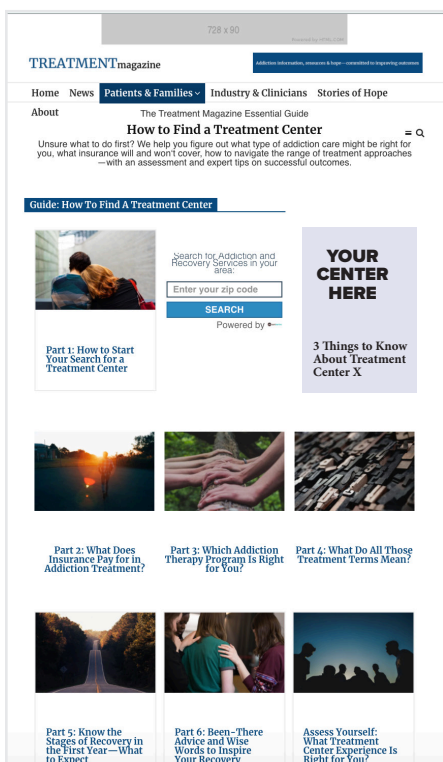 728 x 90
Powered by HTML.COM
TREATMENTmagazine
Addiction information, resources & hope—committed to improving outcomes
Home News Patients & Families Industry & Clinicians Stories of Hope
About
The Treatment Magazine Essential Guide
How to Find a Treatment Center
Unsure what to do first? We help you figure out what type of addiction care might be right for
you, what insurance will and won't cover, how to navigate the range of treatment approaches
—with an assessment and expert tips on successful outcomes.
Guide: How To Find A Treatment Center
Search for Addiction and
Recovery Services in your
area:
Enter your zip code
SEARCH
Powered by
YOUR
CENTER
HERE
Part 1: How to Start
Your Search for a
Treatment Center
3 Things to Know
About Treatment
Center X
Part 2: What Does
Insurance Pay for in
Addiction Treatment?
Part 3: Which Addiction
Therapy Program Is Right
for You?
Part 4: What Do All Those
Treatment Terms Mean?
Part 5: Know the
Stages of Recovery in
the First Year—What
to Expect
Part 6: Been-There
Advice and Wise
Words to Inspire
Your Recovery
Assess Yourself:
What Treatment
Center Experience Is
Right for You?